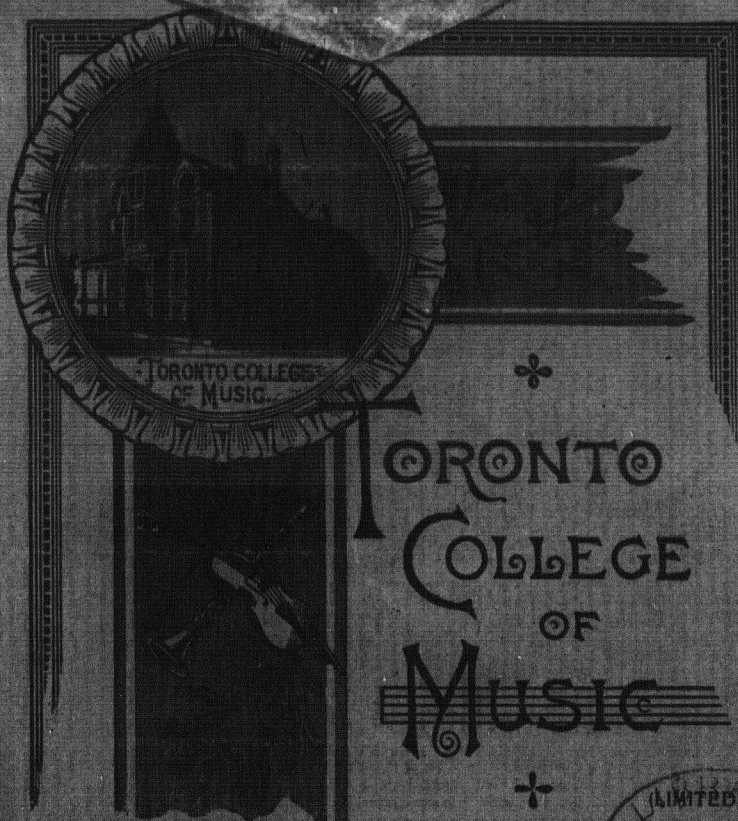 TORONTO COLLEGE
OF MUSIC.
TORONTO
COLLEGE
OF
MUSIC
(LIMITED